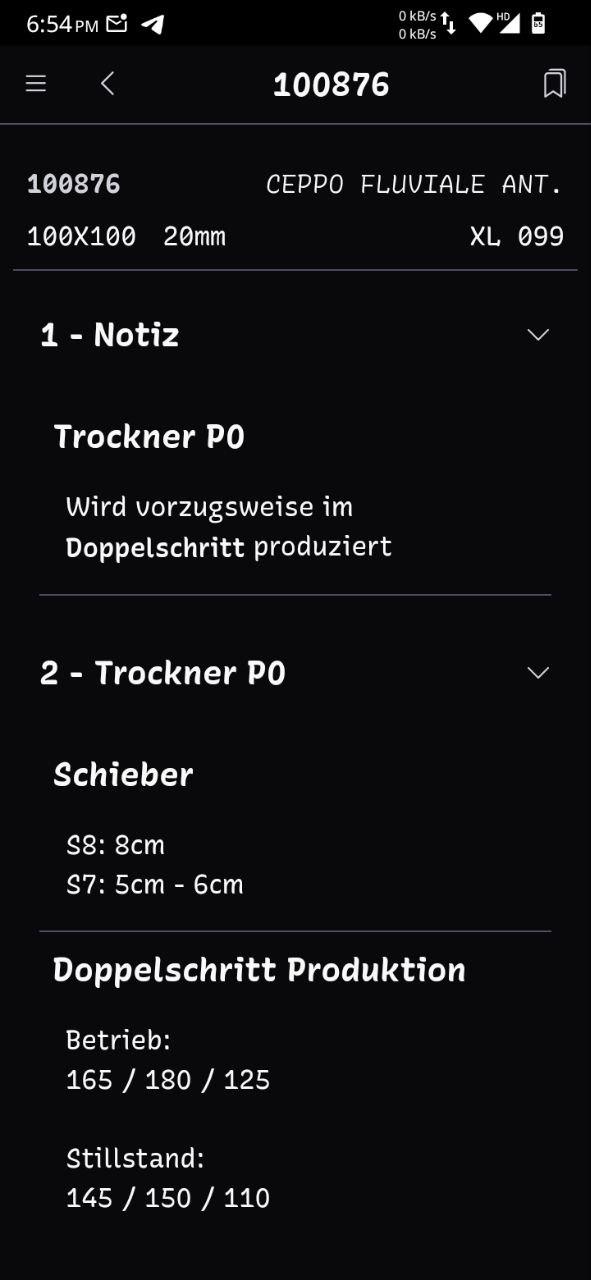 6:54 PM
0 kB/s
0 kB/s
HD
65
100876
100876 CEPPO FLUVIALE ANT.
100X100 20mm XL 099
1 - Notiz
Trockner P0
Wird vorzugsweise im
Doppelschritt produziert
2 - Trockner P0
Schieber
S8: 8cm
S7: 5cm - 6cm
Doppelschritt Produktion
Betrieb:
165 / 180 / 125
Stillstand:
145 / 150 / 110